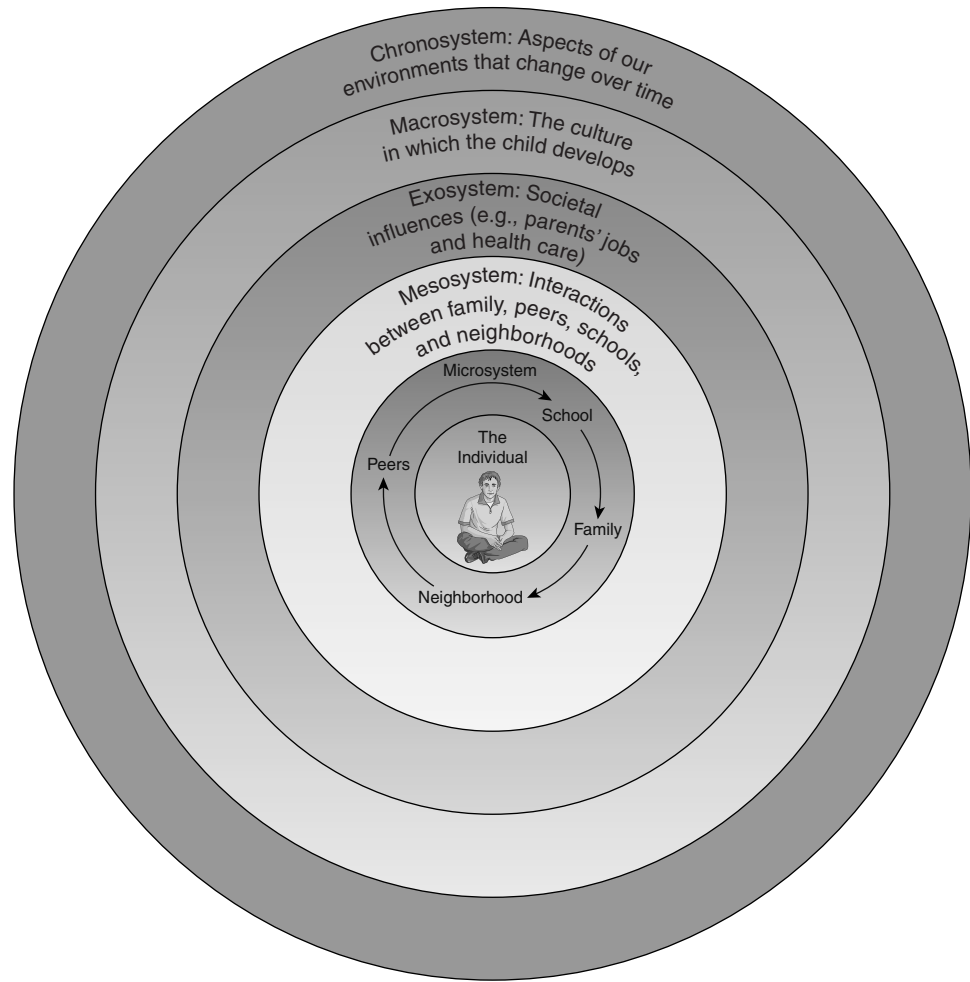 Chronosystem: Aspects of our
environments that change over time
Macrosystem: The culture
in which the child develops
Exosystem: Societal
influences (e.g., parents’ jobs
and health care)
Mesosystem: Interactions
between family, peers, schools,
and neighborhoods
Microsystem
School
The
Individual
Peers
Family
Neighborhood